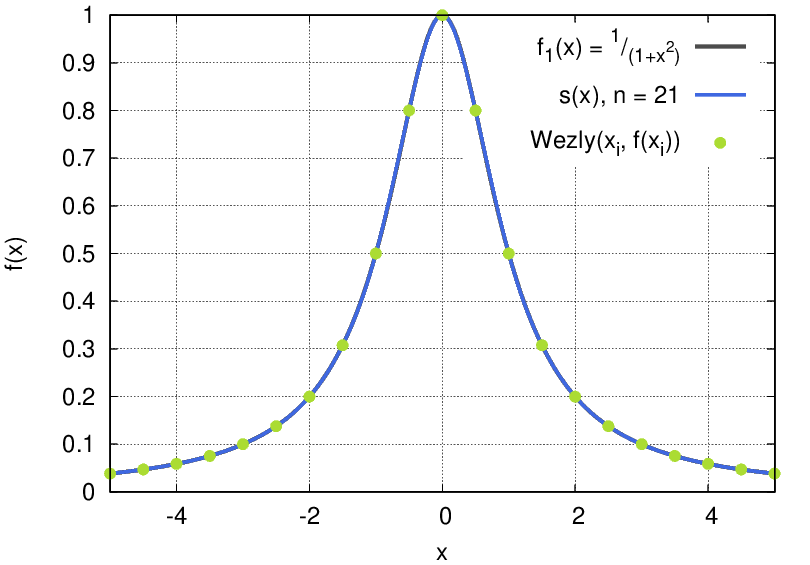 f₁(x) = ¹/₍₁₊ₓ²₎
s(x), n = 21
Wezly(xᵢ, f(xᵢ))
1
0.9
0.8
0.7
0.6
0.5
0.4
0.3
0.2
0.1
0
f(x)
-4 -2 0 2 4
x